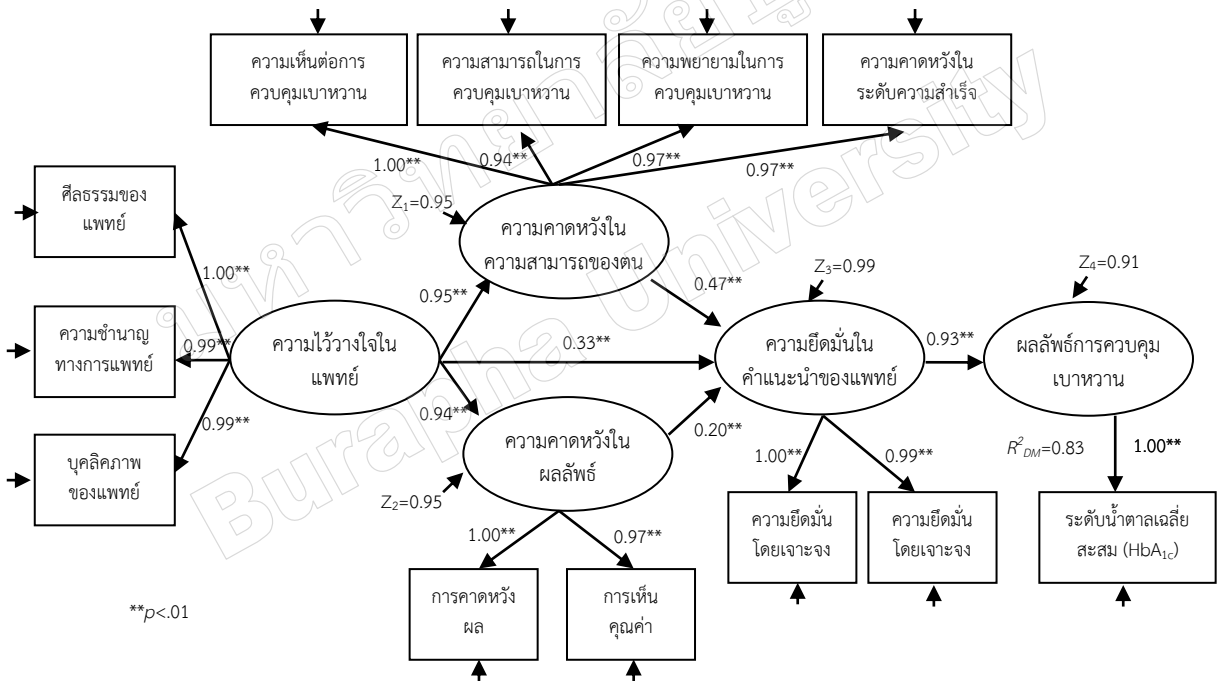 ความเห็นต่อการ
ควบคุมเบาหวาน
ความสามารถในการ
ควบคุมเบาหวาน
ความพยายามในการ
ควบคุมเบาหวาน
ความคาดหวังใน
ระดับความสำเร็จ
1.00**
0.94**
0.97**
0.97**
ศีลธรรมของ
แพทย์
Z₁=0.95
ความคาดหวังใน
ความสามารถของตน
1.00**
0.95**
0.47**
Z₃=0.99
Z₄=0.91
ความชำนาญ
ทางการแพทย์
0.99**
ความไว้วางใจใน
แพทย์
0.33**
ความยึดมั่นใน
คำแนะนำของแพทย์
0.93**
ผลลัพธ์การควบคุม
เบาหวาน
0.99**
0.94**
0.20**
บุคลิคภาพ
ของแพทย์
ความคาดหวังใน
ผลลัพธ์
Z₂=0.95
1.00**
0.99**
R²DM=0.83
1.00**
1.00**
0.97**
ความยึดมั่น
โดยเจาะจง
ความยึดมั่น
โดยเจาะจง
ระดับน้ำตาลเฉลี่ย
สะสม (HbA₁c)
การคาดหวัง
ผล
การเห็น
คุณค่า
**p<.01
Burapha University